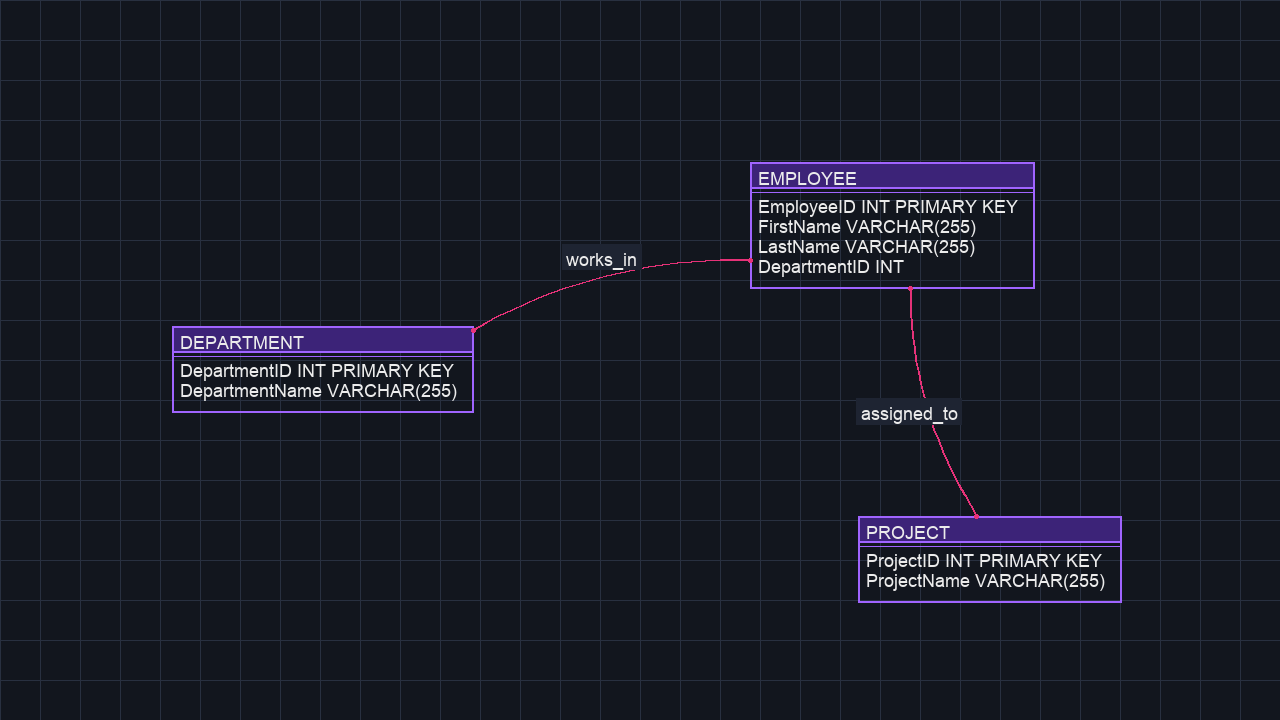 EMPLOYEE
EmployeeID INT PRIMARY KEY
FirstName VARCHAR(255)
LastName VARCHAR(255)
DepartmentID INT
works_in
DEPARTMENT
DepartmentID INT PRIMARY KEY
DepartmentName VARCHAR(255)
assigned_to
PROJECT
ProjectID INT PRIMARY KEY
ProjectName VARCHAR(255)